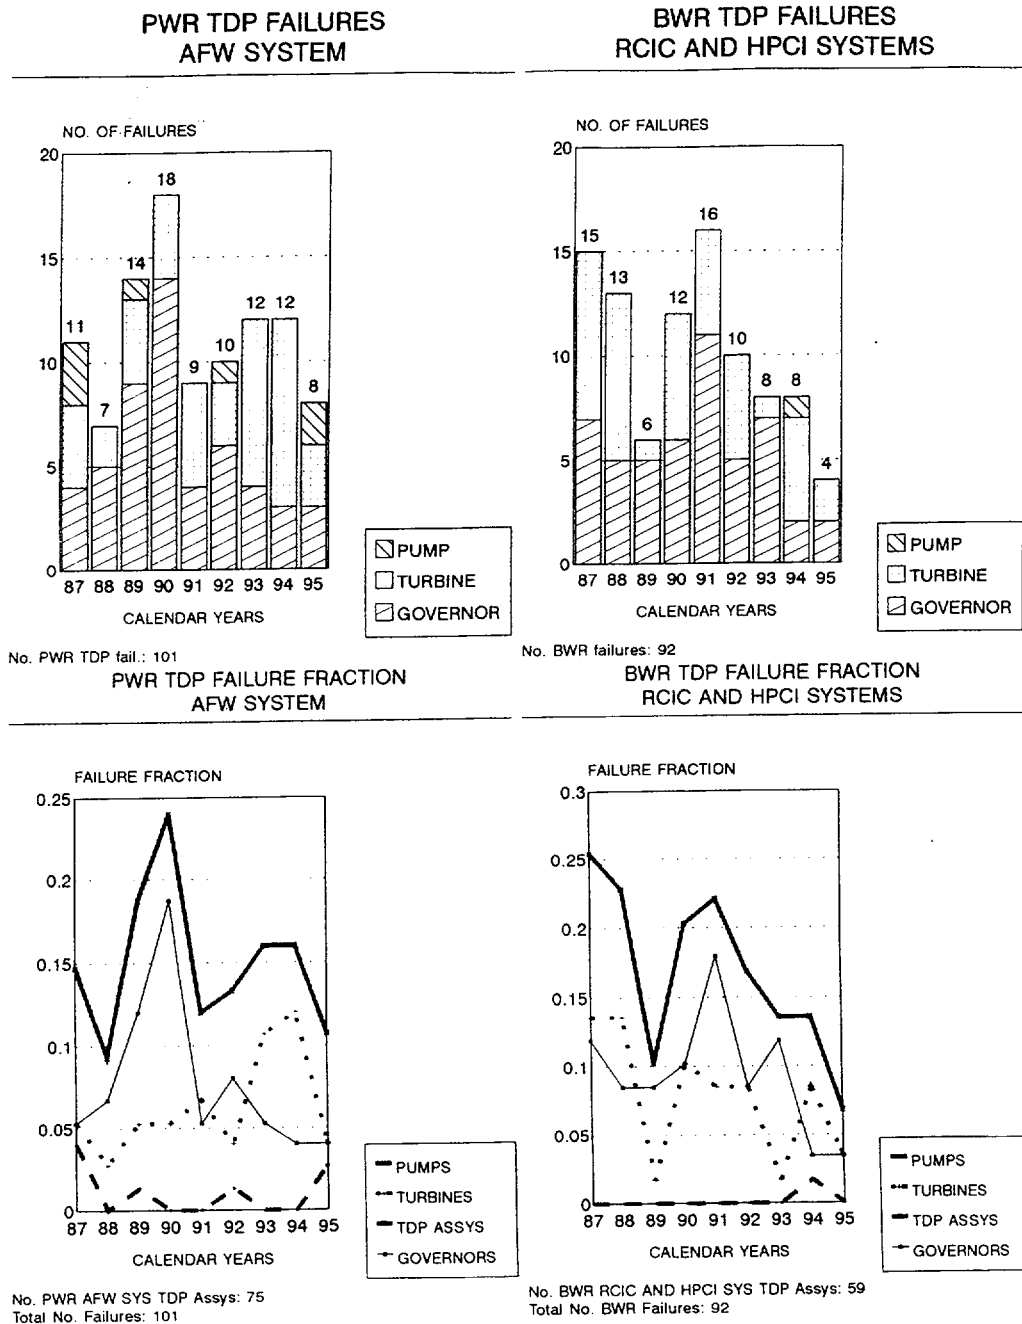 PWR TDP FAILURES
AFW SYSTEM
NO. OF FAILURES
20
15
10
5
0
11
7
14
18
9
10
12
12
8
87 88 89 90 91 92 93 94 95
CALENDAR YEARS
PUMP
TURBINE
GOVERNOR
No. PWR TDP fail.: 101
BWR TDP FAILURES
RCIC AND HPCI SYSTEMS
NO. OF FAILURES
20
15
10
5
0
15
13
6
12
16
10
8
8
4
87 88 89 90 91 92 93 94 95
CALENDAR YEARS
PUMP
TURBINE
GOVERNOR
No. BWR failures: 92
PWR TDP FAILURE FRACTION
AFW SYSTEM
FAILURE FRACTION
0.25
0.2
0.15
0.1
0.05
0
87 88 89 90 91 92 93 94 95
CALENDAR YEARS
PUMPS
TURBINES
TDP ASSYS
GOVERNORS
No. PWR AFW SYS TDP Assys: 75
Total No. Failures: 101
BWR TDP FAILURE FRACTION
RCIC AND HPCI SYSTEMS
FAILURE FRACTION
0.3
0.25
0.2
0.15
0.1
0.05
0
87 88 89 90 91 92 93 94 95
CALENDAR YEARS
PUMPS
TURBINES
TDP ASSYS
GOVERNORS
No. BWR RCIC AND HPCI SYS TDP Assys: 59
Total No. BWR Failures: 92